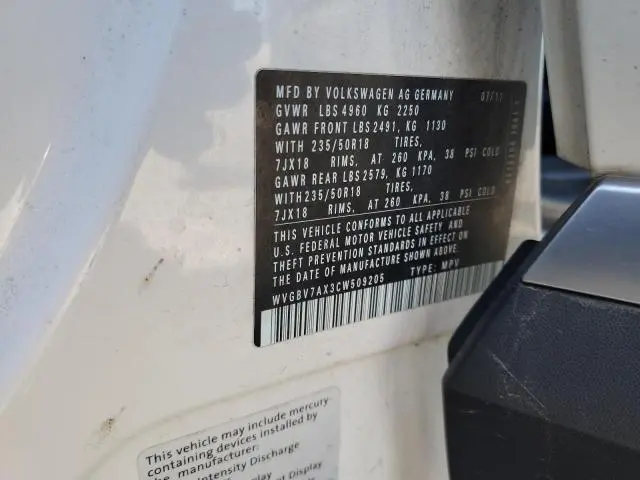 MFD BY VOLKSWAGEN AG GERMANY 07/11
GVWR LBS 4960 KG 2250
GAWR FRONT LBS 2491, KG 1130
WITH 235/50R18 TIRES,
7JX18 RIMS, AT 260 KPA, 38 PSI COLD
GAWR REAR LBS 2579, KG 1170
WITH 235/50R18 TIRES,
7JX18 RIMS, AT 260 KPA, 38 PSI COLD
THIS VEHICLE CONFORMS TO ALL APPLICABLE
U.S. FEDERAL MOTOR VEHICLE SAFETY AND
THEFT PREVENTION STANDARDS IN EFFECT ON
THE DATE OF MANUFACTURE SHOWN ABOVE.
WVGBV7AX3CW509205 TYPE: MPV
This vehicle may include mercury
containing devices installed by
the manufacturer:
Intensity Discharge
Display